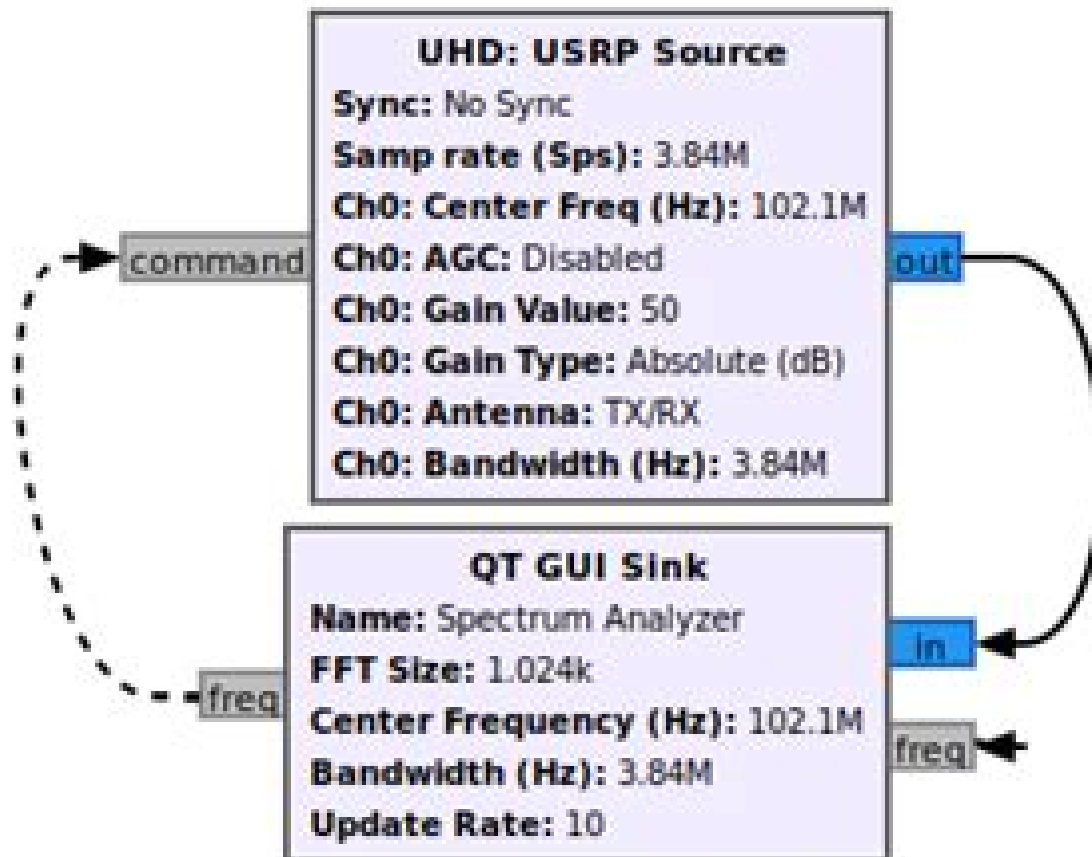 UHD: USRP Source
Sync: No Sync
Samp rate (Sps): 3.84M
Ch0: Center Freq (Hz): 102.1M
command
Ch0: AGC: Disabled
out
Ch0: Gain Value: 50
Ch0: Gain Type: Absolute (dB)
Ch0: Antenna: TX/RX
Ch0: Bandwidth (Hz): 3.84M
QT GUI Sink
Name: Spectrum Analyzer
in
FFT Size: 1.024k
freq
Center Frequency (Hz): 102.1M
freq
Bandwidth (Hz): 3.84M
Update Rate: 10